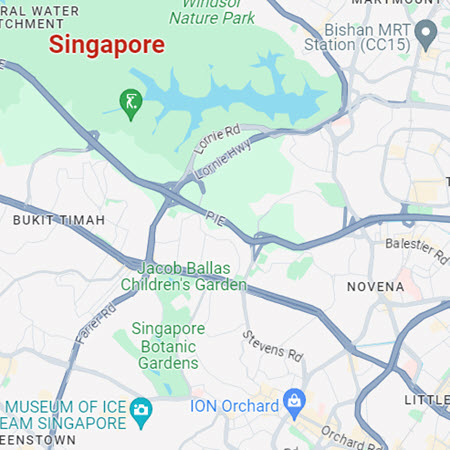 Windsor
Nature Park
RAL WATER
TCHMENT
MARYMOUNT
Bishan MRT
Station (CC15)
Singapore
Lornie Rd
Lornie Hwy
BUKIT TIMAH
PIE
Balestier Rd
Jacob Ballas
Children's Garden
NOVENA
Farrer Rd
Singapore
Botanic
Gardens
Stevens Rd
MUSEUM OF ICE
EAM SINGAPORE
ION Orchard
LITTLE
EENSTOWN
Orchard Rd